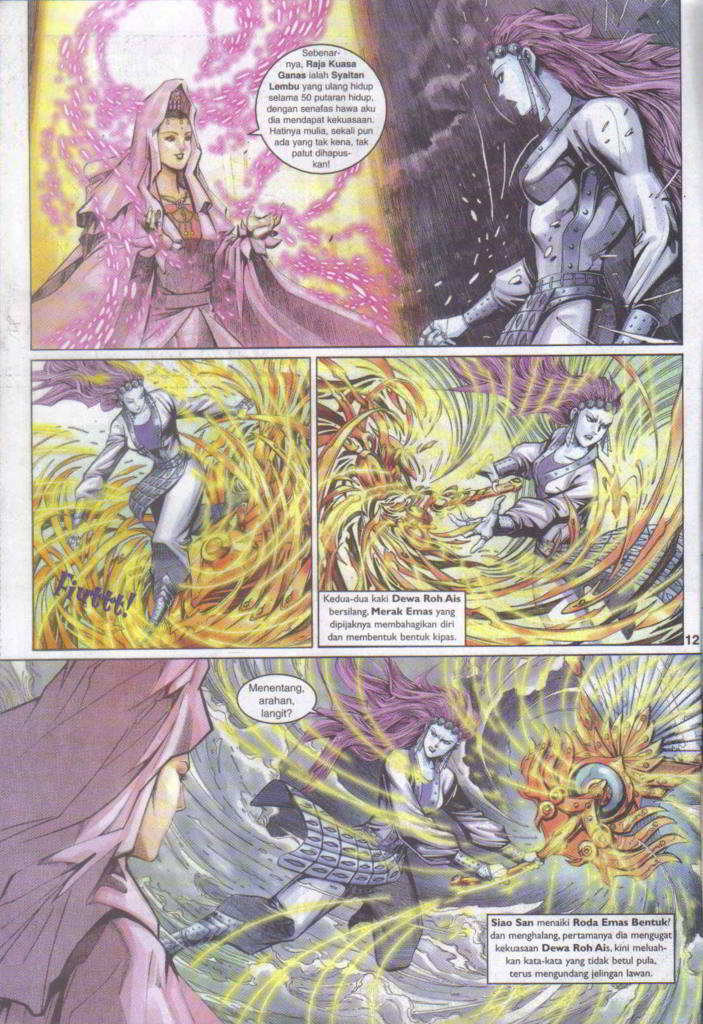 Sebenar-
nya, Raja Kuasa
Ganas ialah Syaitan
Lembu yang ulang hidup
selama 50 putaran hidup,
dengan senafas hawa aku
dia mendapat kekuasaan.
Hatinya mulia, sekali pun
ada yang tak kena, tak
patut dihapus-
kan!
Fiuttt!
Kedua-dua kaki Dewa Roh Ais
bersilang, Merak Emas yang
dipijaknya membahagikan diri
dan membentuk bentuk kipas.
12
Menentang,
arahan,
langit?
Siao San menaiki Roda Emas Bentuk?
dan menghalang, pertamanya dia mengugat
kekuasaan Dewa Roh Ais, kini meluah-
kan kata-kata yang tidak betul pula,
terus mengundang jelingan lawan.